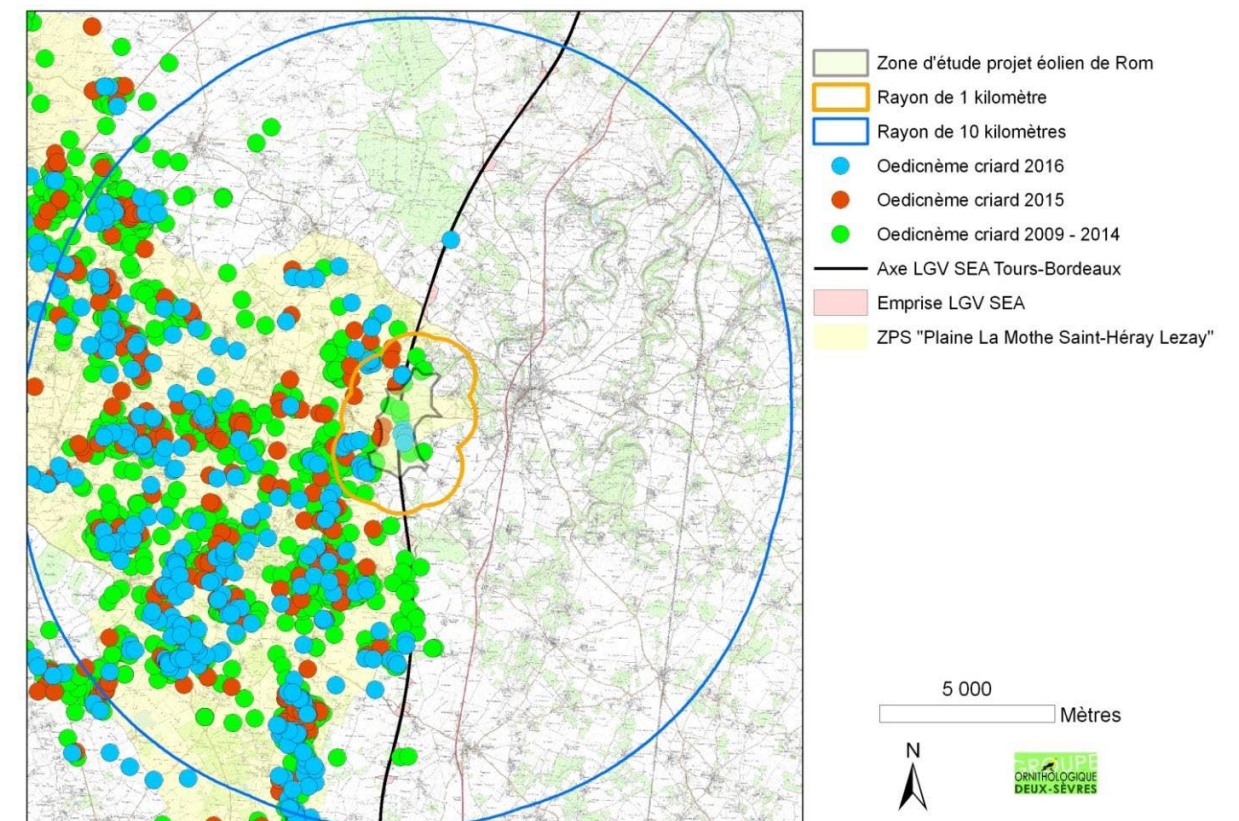 Zone d'étude projet éolien de Rom
Rayon de 1 kilomètre
Rayon de 10 kilomètres
Oedicnème criard 2016
Oedicnème criard 2015
Oedicnème criard 2009 - 2014
Axe LGV SEA Tours-Bordeaux
Emprise LGV SEA
ZPS "Plaine La Mothe Saint-Héray Lezay"
5 000
Mètres
N
GROUPE
ORNITHOLOGIQUE
DEUX-SÈVRES